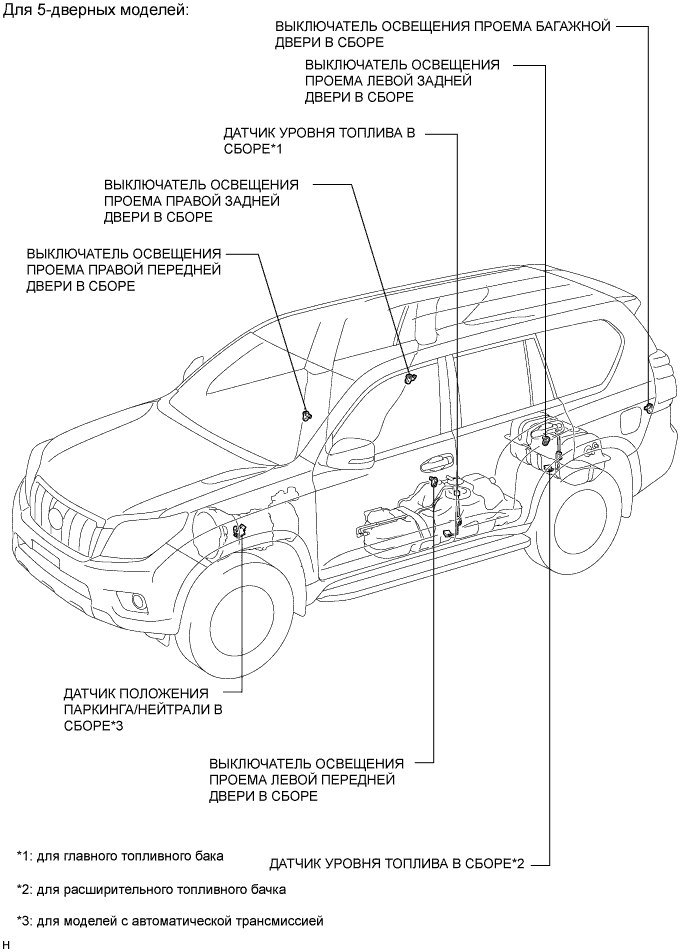 Для 5-дверных моделей:
ВЫКЛЮЧАТЕЛЬ ОСВЕЩЕНИЯ ПРОЕМА БАГАЖНОЙ
ДВЕРИ В СБОРЕ
ВЫКЛЮЧАТЕЛЬ ОСВЕЩЕНИЯ
ПРОЕМА ЛЕВОЙ ЗАДНЕЙ
ДВЕРИ В СБОРЕ
ДАТЧИК УРОВНЯ ТОПЛИВА В
СБОРЕ*1
ВЫКЛЮЧАТЕЛЬ ОСВЕЩЕНИЯ
ПРОЕМА ПРАВОЙ ЗАДНЕЙ
ДВЕРИ В СБОРЕ
ВЫКЛЮЧАТЕЛЬ ОСВЕЩЕНИЯ
ПРОЕМА ПРАВОЙ ПЕРЕДНЕЙ
ДВЕРИ В СБОРЕ
ДАТЧИК ПОЛОЖЕНИЯ
ПАРКИНГА/НЕЙТРАЛИ В
СБОРЕ*3
ВЫКЛЮЧАТЕЛЬ ОСВЕЩЕНИЯ
ПРОЕМА ЛЕВОЙ ПЕРЕДНЕЙ
ДВЕРИ В СБОРЕ
*1: для главного топливного бака
ДАТЧИК УРОВНЯ ТОПЛИВА В СБОРЕ*2
*2: для расширительного топливного бачка
*3: для моделей с автоматической трансмиссией
Н